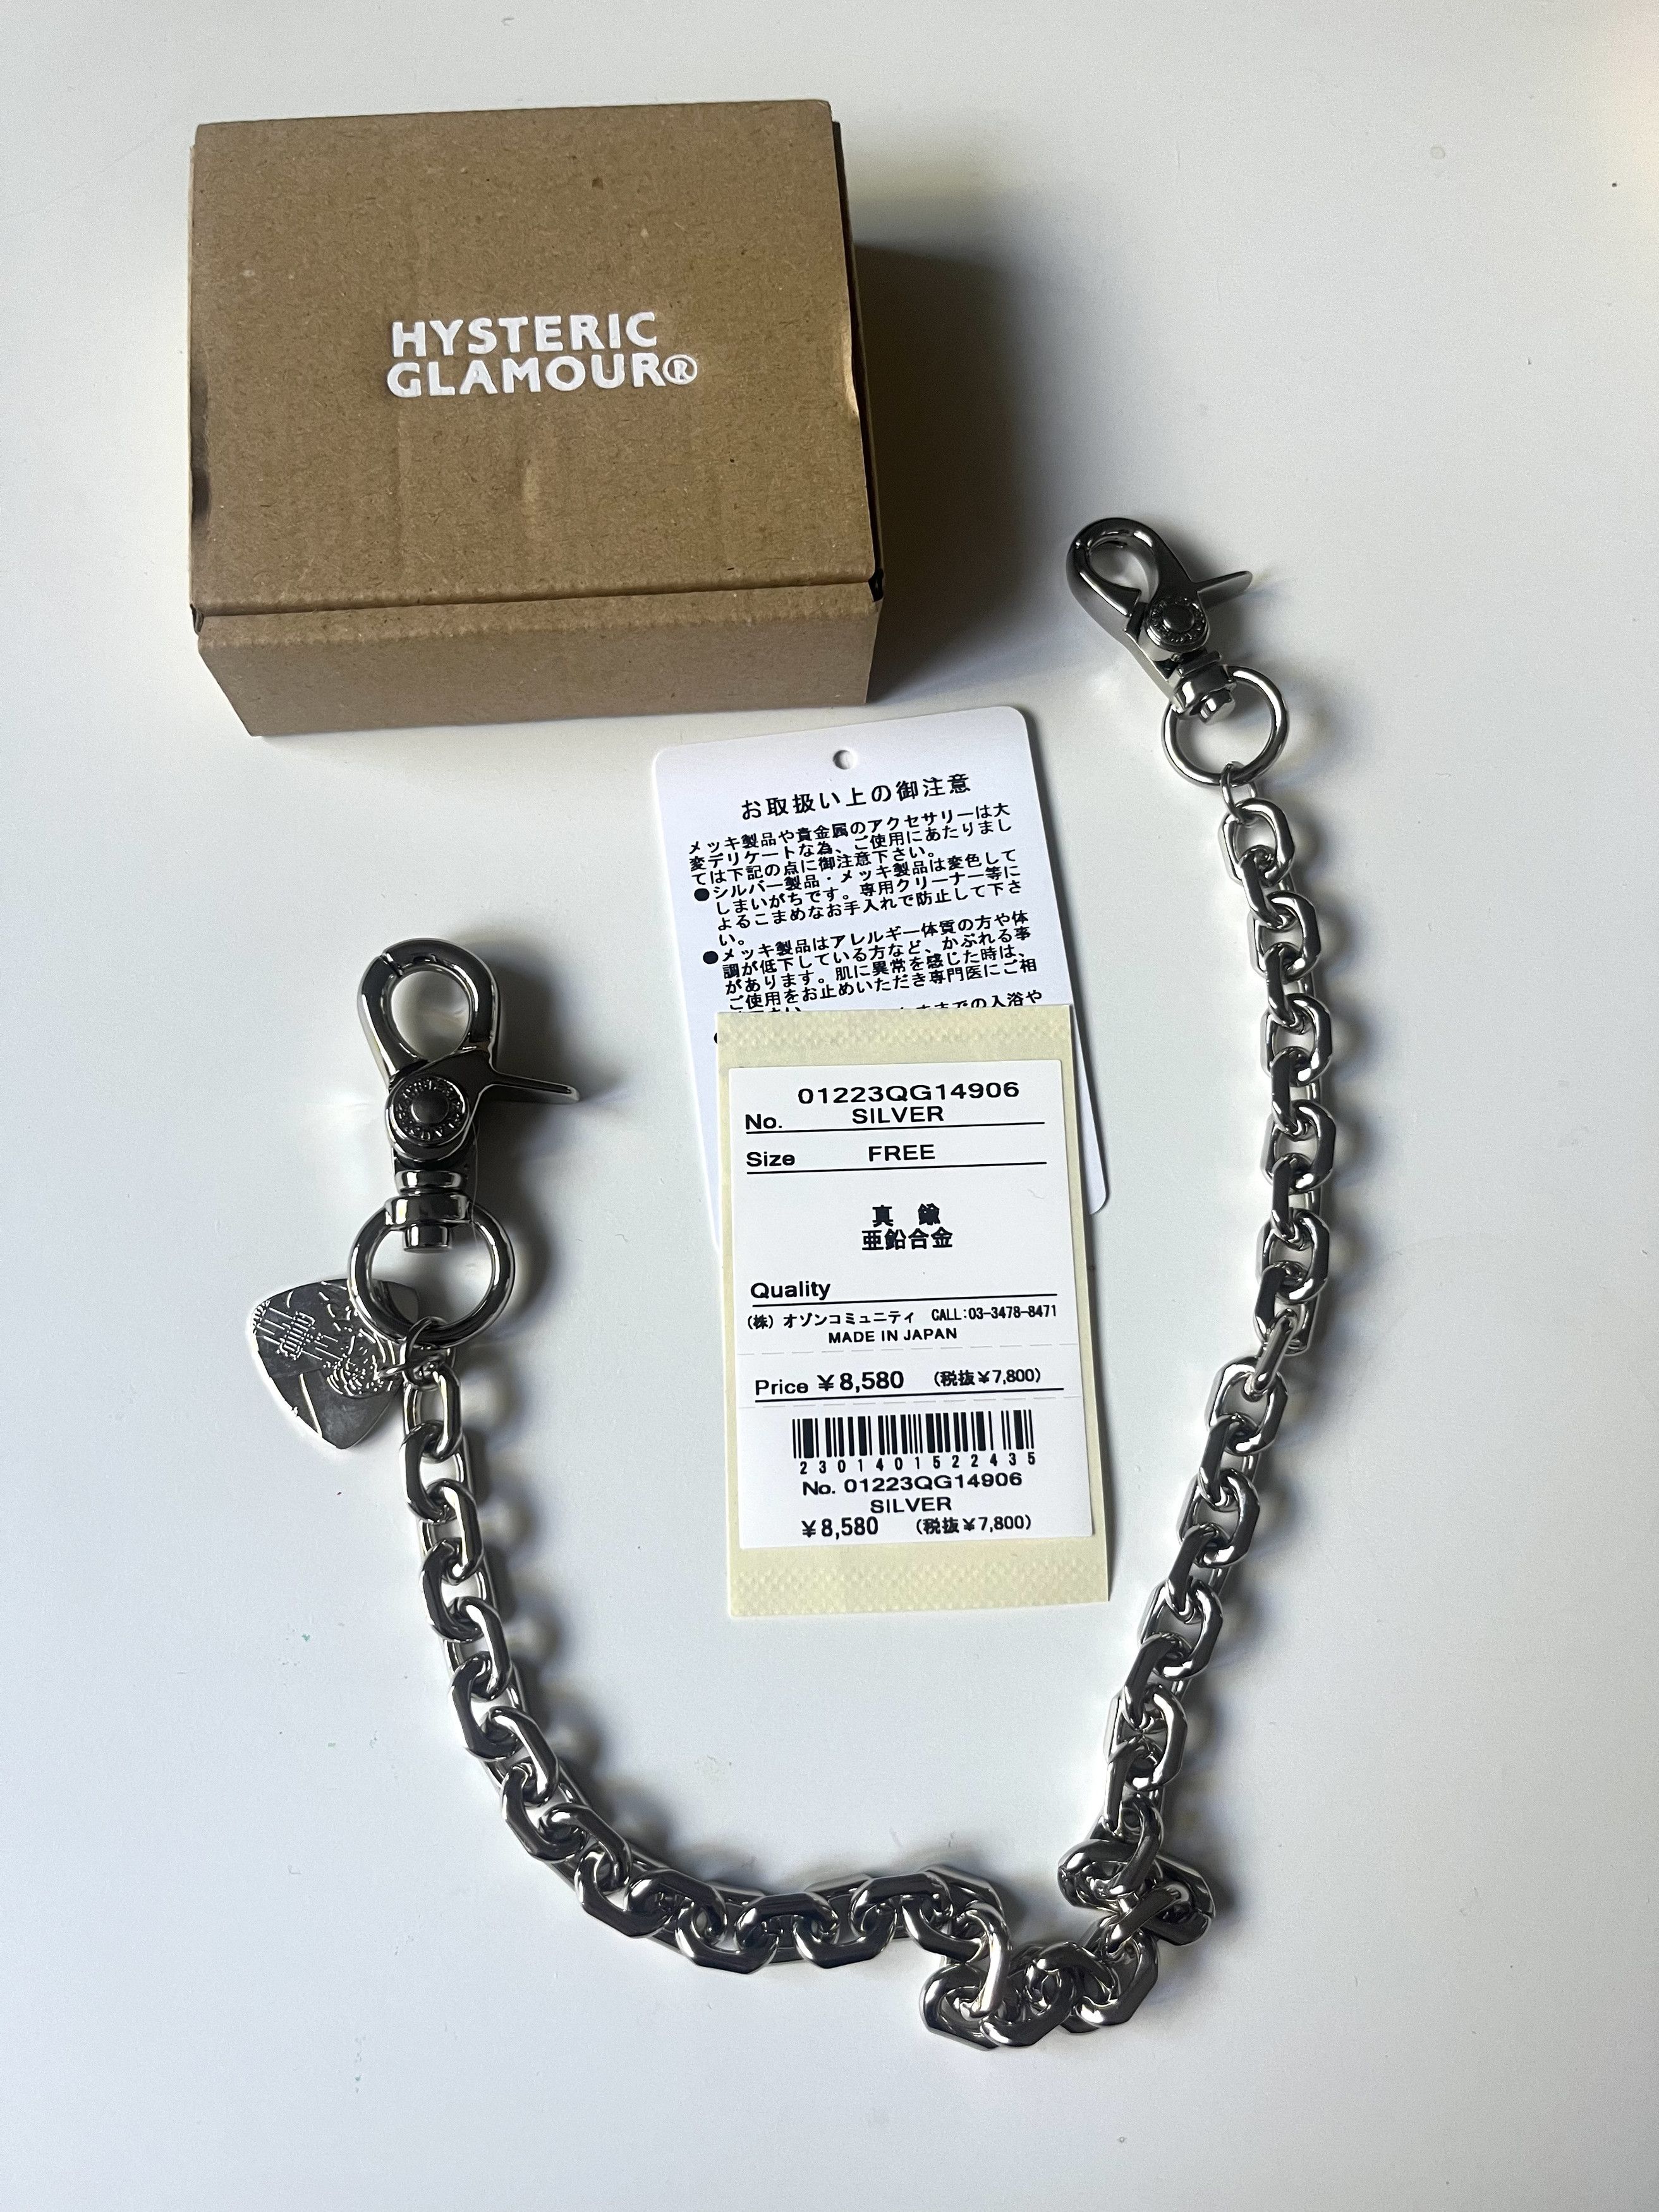 HYSTERIC
GLAMOUR®
お取扱い上の御注意
メッキ製品や貴金属のアクセサリーは大
変デリケートな為、ご使用にあたりまし
ては下記の点に御注意下さい。
●シルバー製品・メッキ製品は変色して
しまいがちです。専用クリーナー等に
よるこまめなお手入れで防止して下さ
い。
●メッキ製品はアレルギー体質の方や体
調が低下している方など、かぶれる事
があります。肌に異常を感じた時は、
ご使用をお止めいただき専門医にご相
までの入浴や
01223QG14906
No. SILVER
Size FREE
真 鍮
亜鉛合金
Quality
(株) オゾンコミュニティ CALL:03-3478-8471
MADE IN JAPAN
Price ¥8,580 (税抜¥7,800)
2301401522435
No. 01223QG14906
SILVER
¥8,580 (税抜¥7,800)